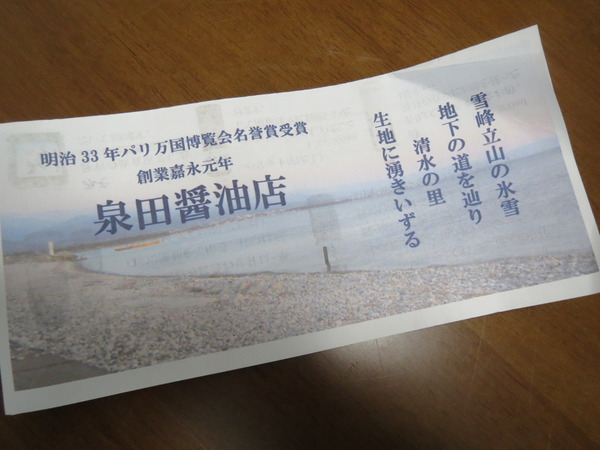 明治33年パリ万国博覧会名誉賞受賞
創業嘉永元年
泉田醤油店
雪峰立山の氷雪
地下の道を辿り
清水の里
生地に湧きいずる